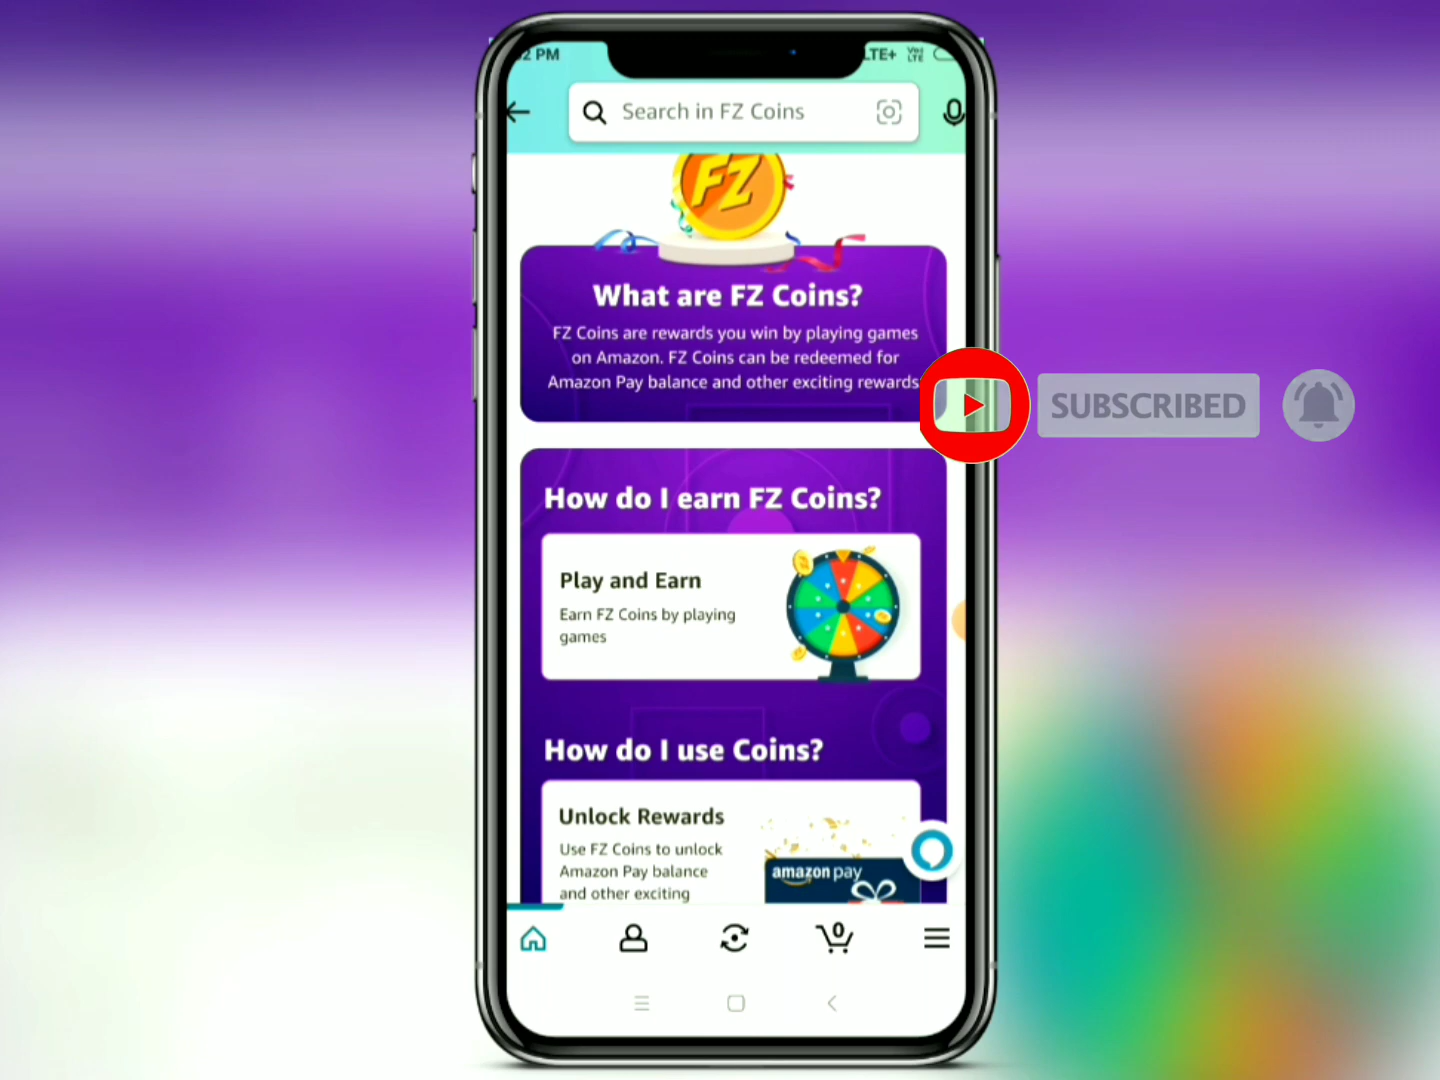 2 PM
LTE+
Vo)
LTE
Search in FZ Coins
FZ
What are FZ Coins?
FZ Coins are rewards you win by playing games
on Amazon. FZ Coins can be redeemed for
Amazon Pay balance and other exciting rewards
SUBSCRIBED
How do I earn FZ Coins?
Play and Earn
Earn FZ Coins by playing
games
How do I use Coins?
Unlock Rewards
Use FZ Coins to unlock
Amazon Pay balance
and other exciting
amazon pay
0